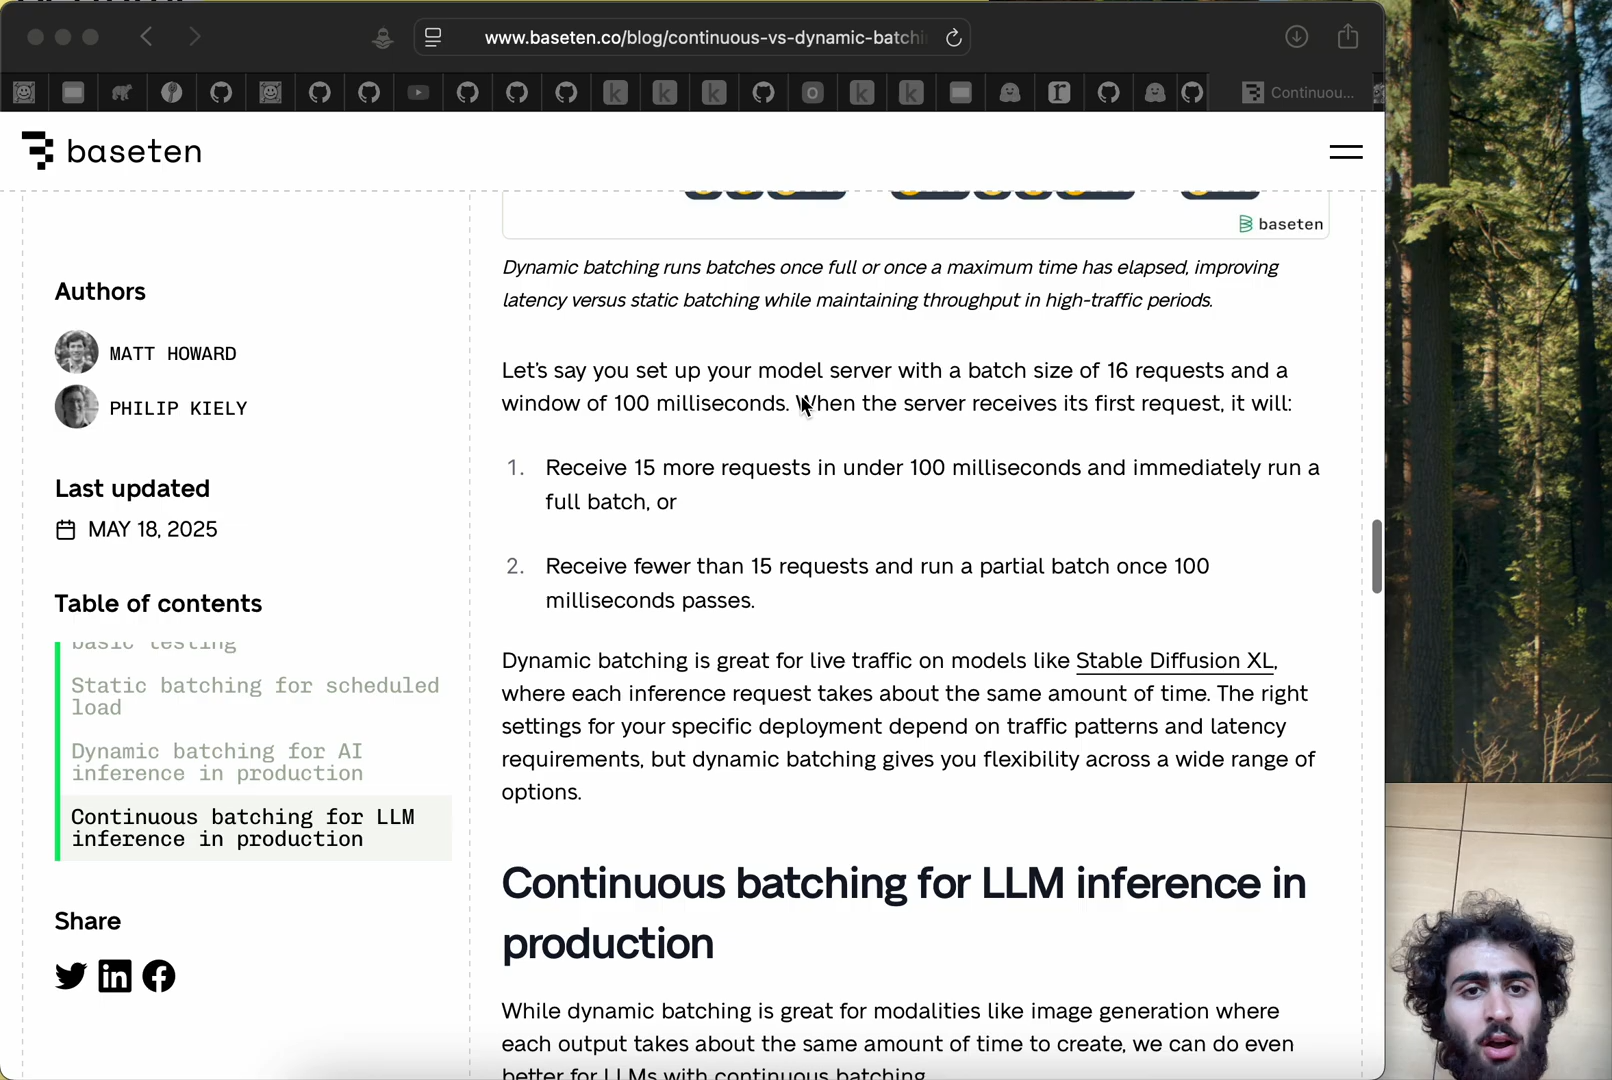 www.baseten.co/blog/continuous-vs-dynamic-batchi
Continuou...
baseten
baseten
Authors
MATT HOWARD
PHILIP KIELY
Last updated
MAY 18, 2025
Table of contents
basic testing
Static batching for scheduled
load
Dynamic batching for AI
inference in production
Continuous batching for LLM
inference in production
Share
Dynamic batching runs batches once full or once a maximum time has elapsed, improving
latency versus static batching while maintaining throughput in high-traffic periods.
Let's say you set up your model server with a batch size of 16 requests and a
window of 100 milliseconds. When the server receives its first request, it will:
1. Receive 15 more requests in under 100 milliseconds and immediately run a
full batch, or
2. Receive fewer than 15 requests and run a partial batch once 100
milliseconds passes.
Dynamic batching is great for live traffic on models like Stable Diffusion XL,
where each inference request takes about the same amount of time. The right
settings for your specific deployment depend on traffic patterns and latency
requirements, but dynamic batching gives you flexibility across a wide range of
options.
Continuous batching for LLM inference in
production
While dynamic batching is great for modalities like image generation where
each output takes about the same amount of time to create, we can do even
better for LLMs with continuous batching.